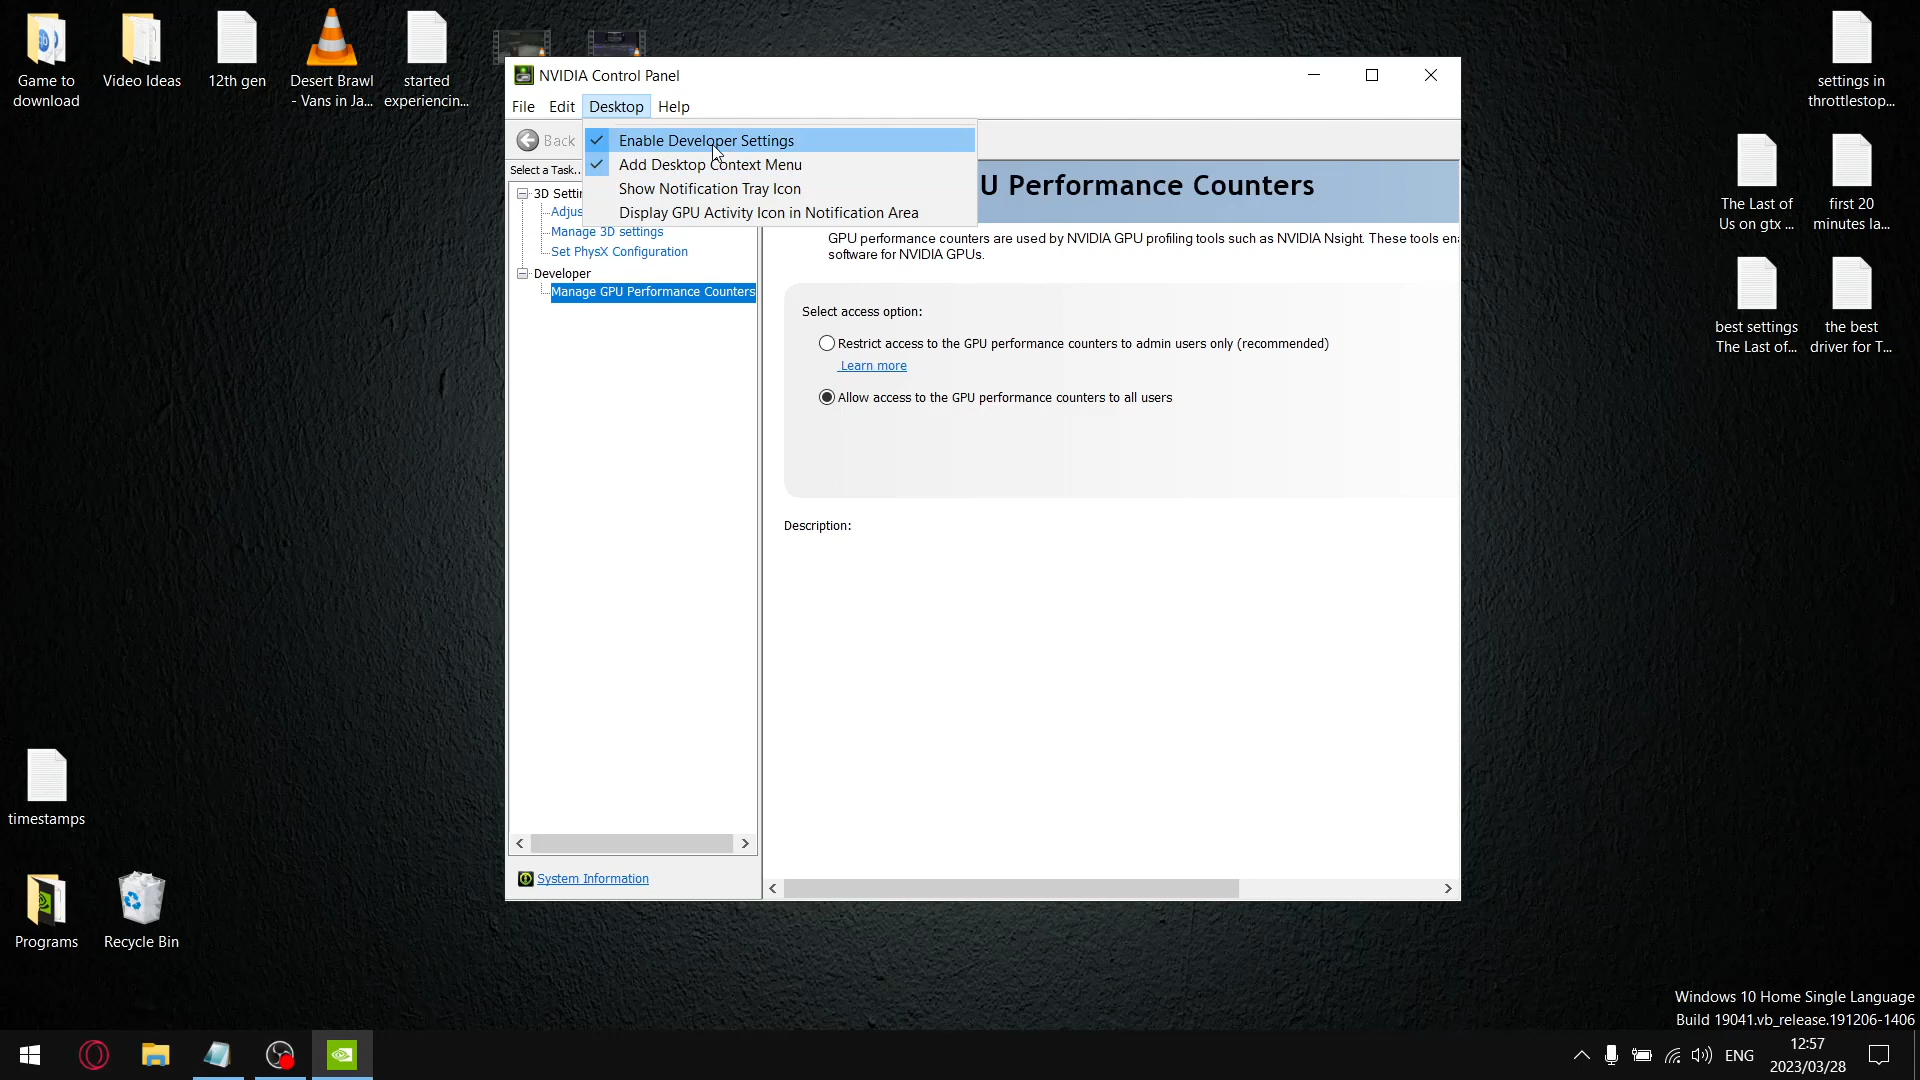 Game to
download
Video Ideas
12th gen
Desert Brawl
- Vans in Ja...
started
experiencin...
settings in
throttlestop...
The Last of
Us on gtx ...
first 20
minutes la...
best settings
The Last of...
the best
driver for T...
NVIDIA Control Panel
File Edit Desktop Help
Back
Enable Developer Settings
Add Desktop Context Menu
Show Notification Tray Icon
Display GPU Activity Icon in Notification Area
Select a Task..
3D Settin
Adjus
Manage 3D settings
Set PhysX Configuration
Developer
Manage GPU Performance Counters
System Information
U Performance Counters
GPU performance counters are used by NVIDIA GPU profiling tools such as NVIDIA Nsight. These tools ena
software for NVIDIA GPUs.
Select access option:
Restrict access to the GPU performance counters to admin users only (recommended)
Learn more
Allow access to the GPU performance counters to all users
Description:
timestamps
Programs
Recycle Bin
Windows 10 Home Single Language
Build 19041.vb_release.191206-1406
ENG
12:57
2023/03/28